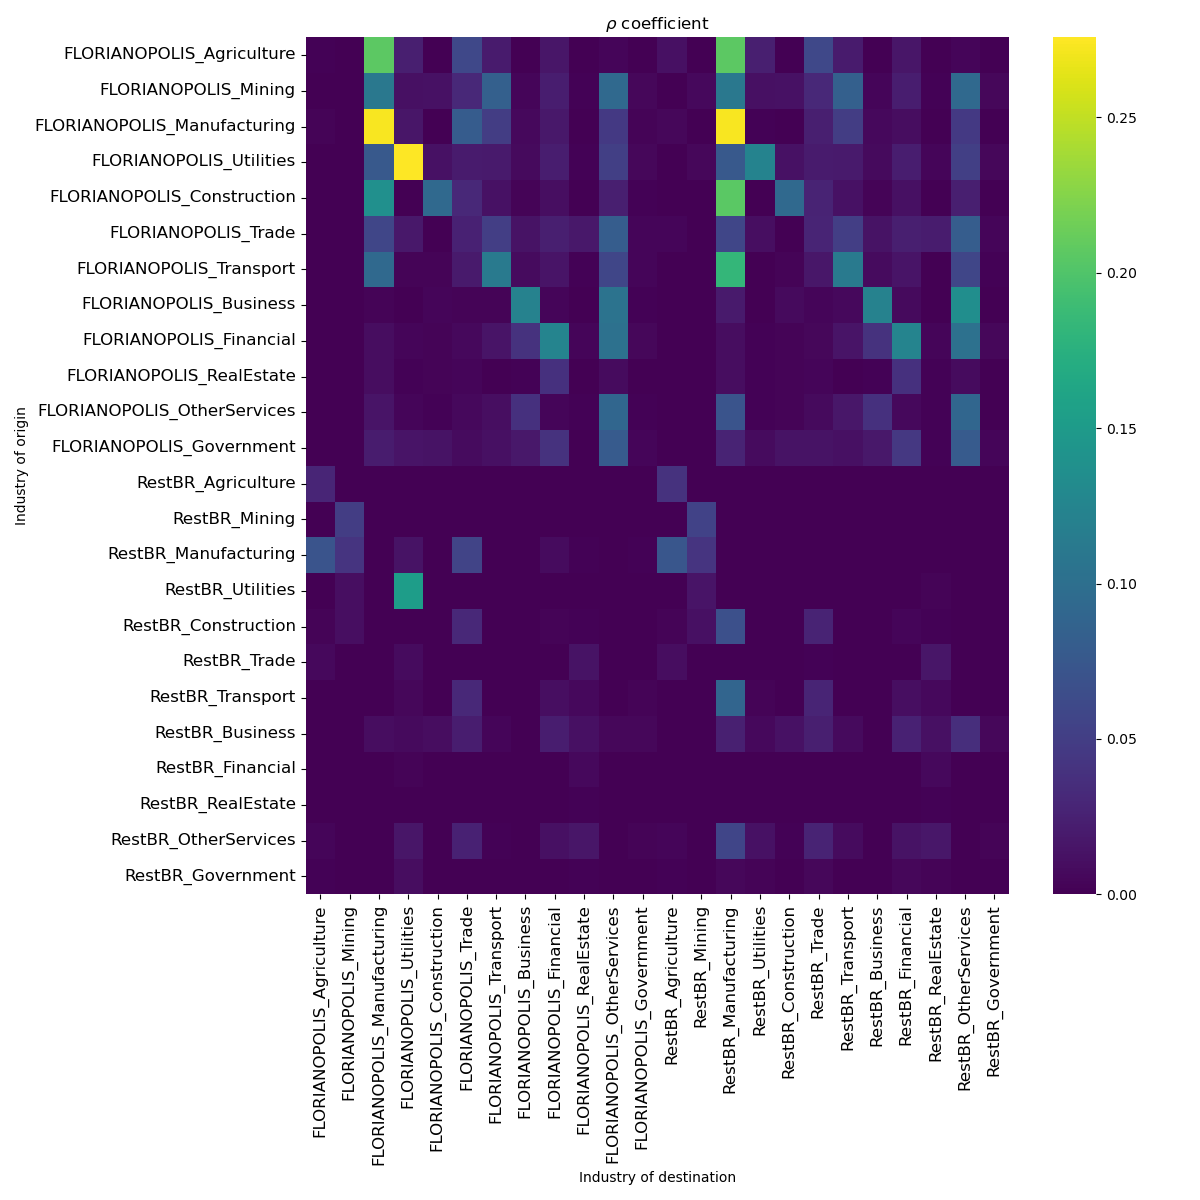 ρ coefficient
FLORIANOPOLIS_Agriculture
FLORIANOPOLIS_Mining
FLORIANOPOLIS_Manufacturing
FLORIANOPOLIS_Utilities
FLORIANOPOLIS_Construction
FLORIANOPOLIS_Trade
FLORIANOPOLIS_Transport
FLORIANOPOLIS_Business
FLORIANOPOLIS_Financial
FLORIANOPOLIS_RealEstate
FLORIANOPOLIS_OtherServices
FLORIANOPOLIS_Government
RestBR_Agriculture
RestBR_Mining
RestBR_Manufacturing
RestBR_Utilities
RestBR_Construction
RestBR_Trade
RestBR_Transport
RestBR_Business
RestBR_Financial
RestBR_RealEstate
RestBR_OtherServices
RestBR_Government
Industry of origin
FLORIANOPOLIS_Agriculture
FLORIANOPOLIS_Mining
FLORIANOPOLIS_Manufacturing
FLORIANOPOLIS_Utilities
FLORIANOPOLIS_Construction
FLORIANOPOLIS_Trade
FLORIANOPOLIS_Transport
FLORIANOPOLIS_Business
FLORIANOPOLIS_Financial
FLORIANOPOLIS_RealEstate
FLORIANOPOLIS_OtherServices
FLORIANOPOLIS_Government
RestBR_Agriculture
RestBR_Mining
RestBR_Manufacturing
RestBR_Utilities
RestBR_Construction
RestBR_Trade
RestBR_Transport
RestBR_Business
RestBR_Financial
RestBR_RealEstate
RestBR_OtherServices
RestBR_Government
Industry of destination
0.25
0.20
0.15
0.10
0.05
0.00